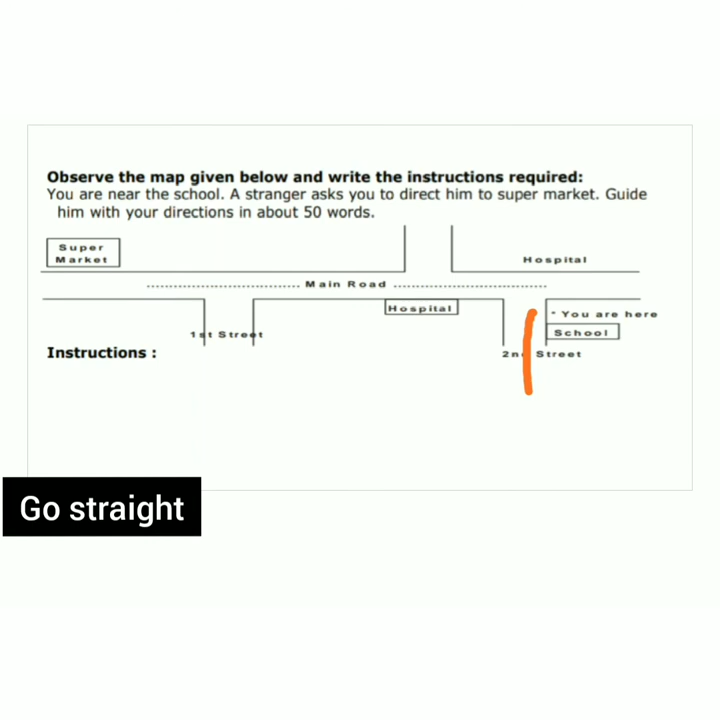 Observe the map given below and write the instructions required:
You are near the school. A stranger asks you to direct him to super market. Guide
him with your directions in about 50 words.
Super
Market
Hospital
Main Road
Hospital
* You are here
School
1st Street
2nd Street
Instructions :
Go straight